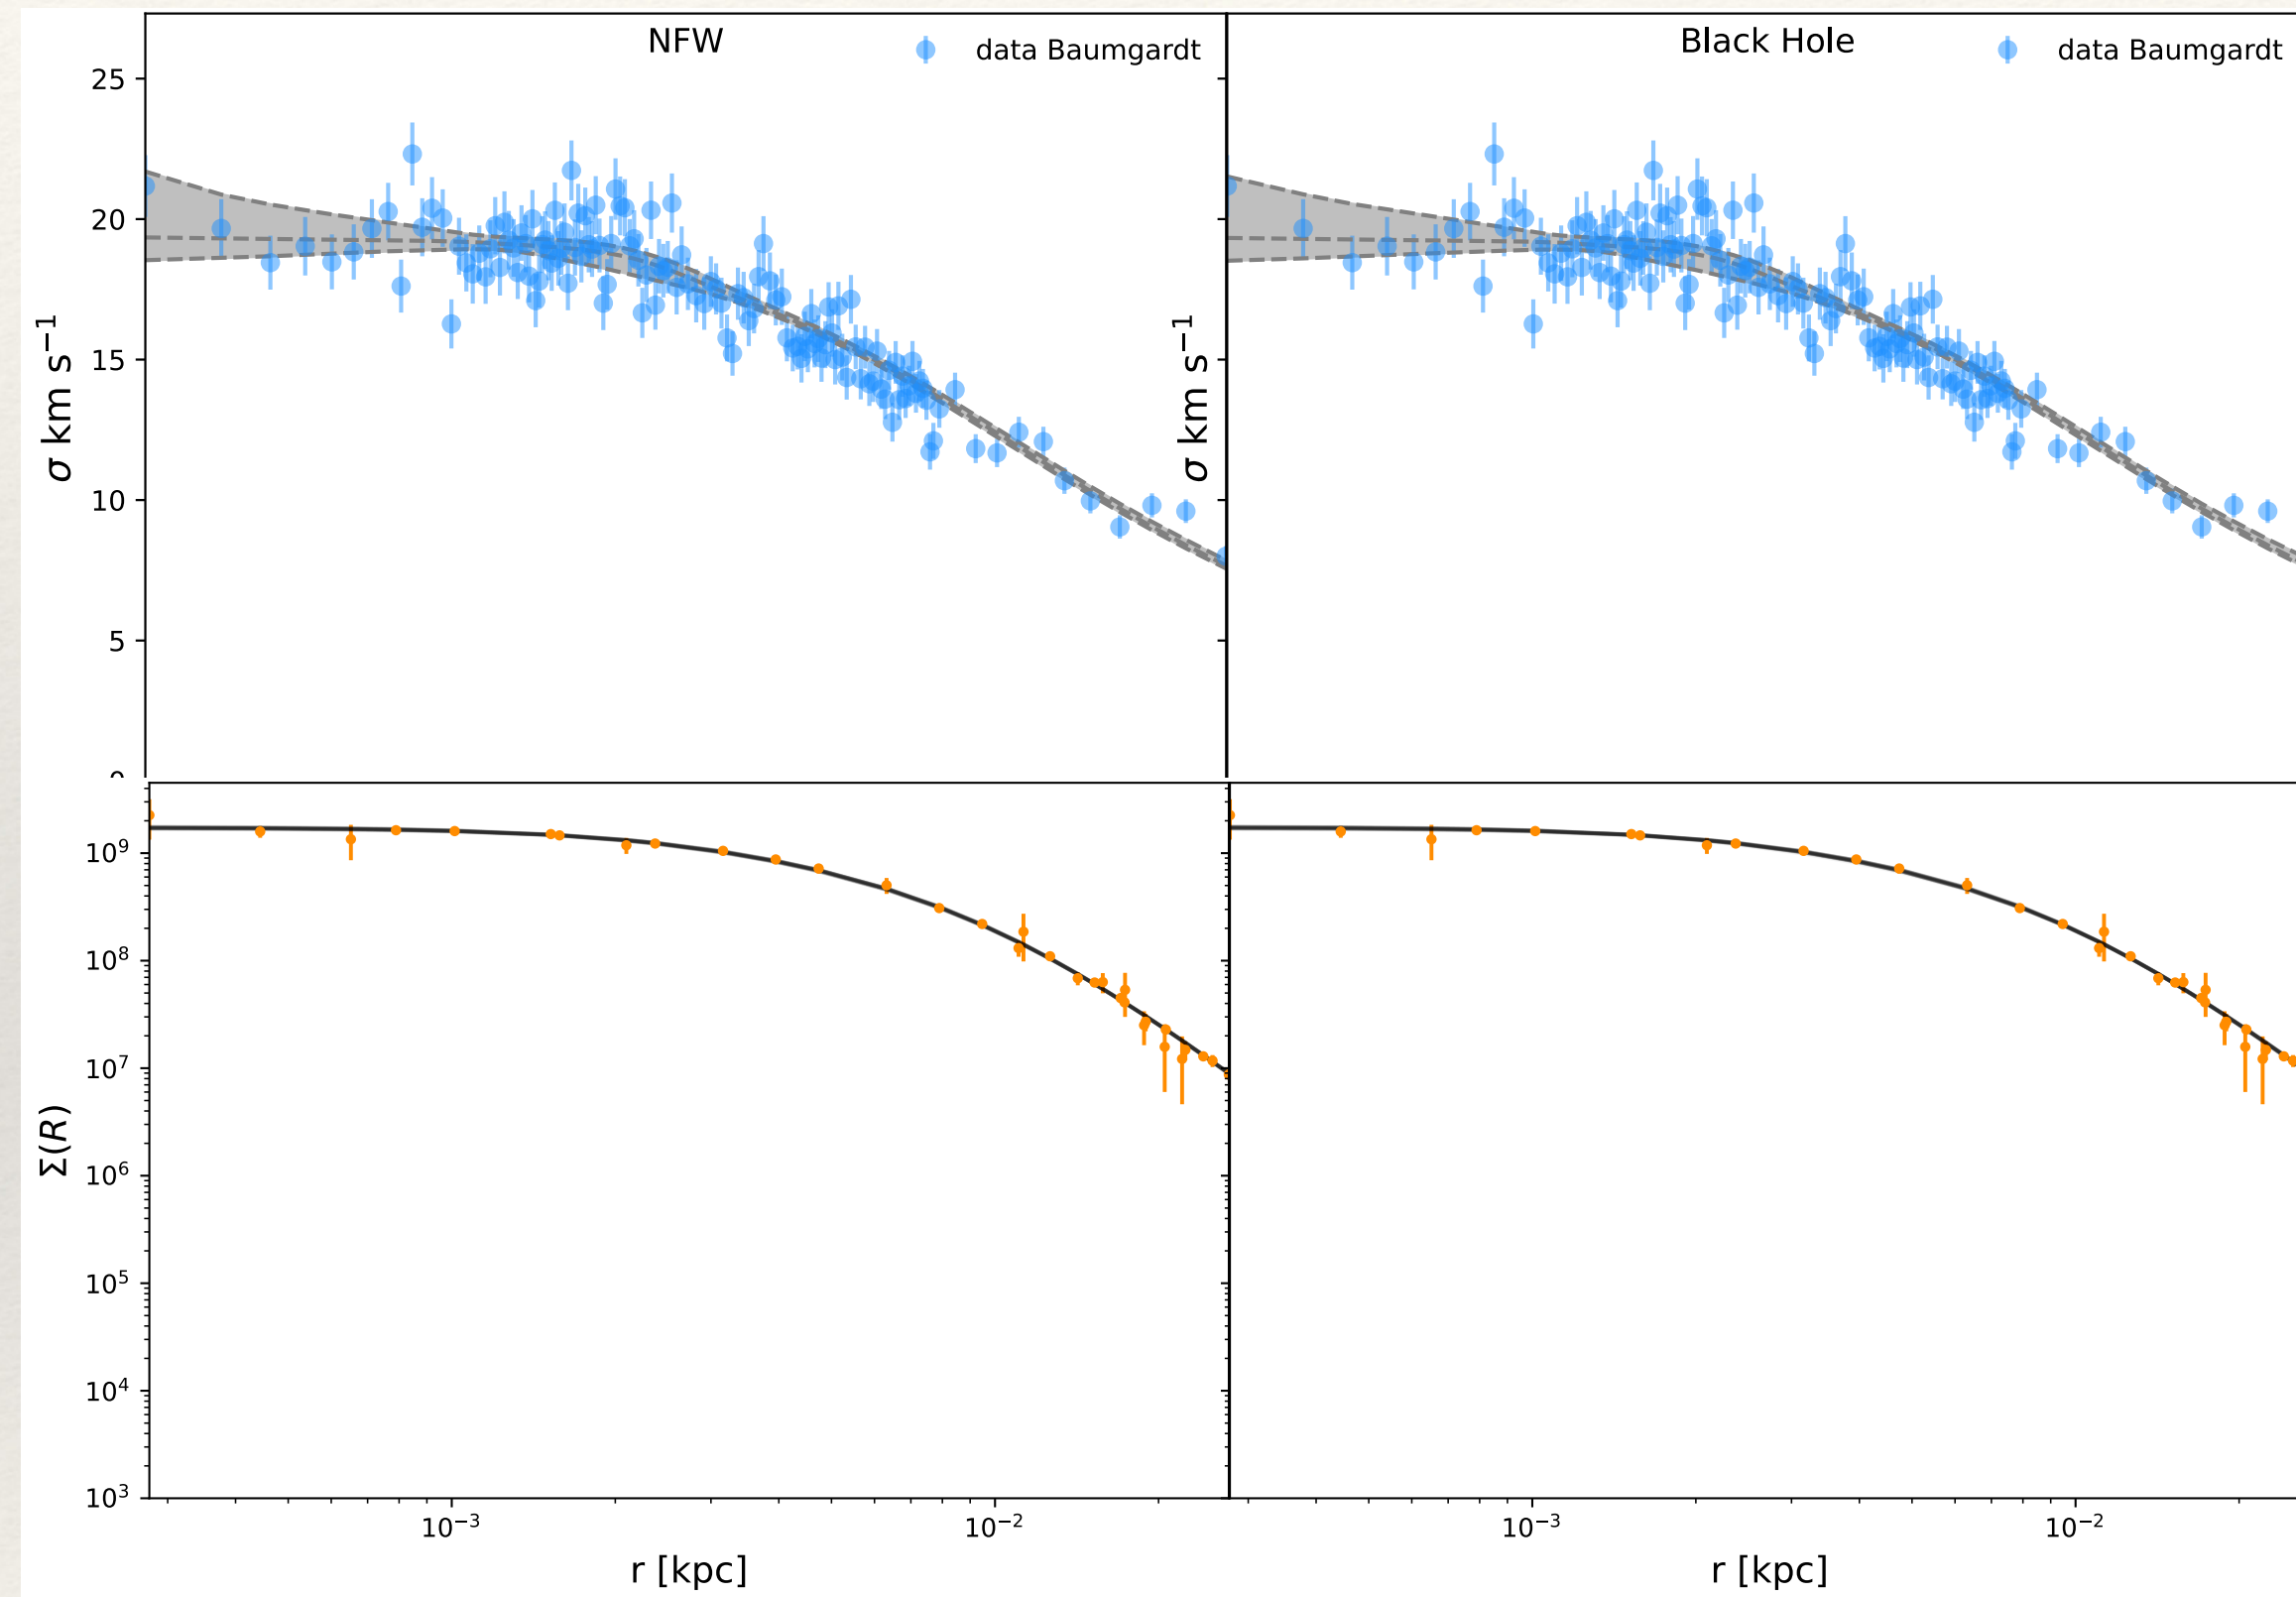 NFW
data Baumgardt
Black Hole
data Baumgardt
25
20
15
10
5
σ km s⁻¹
σ km s⁻¹
10⁹
10⁸
10⁷
10⁶
10⁵
10⁴
10³
Σ(R)
10⁻³
10⁻²
10⁻³
10⁻²
r [kpc]
r [kpc]